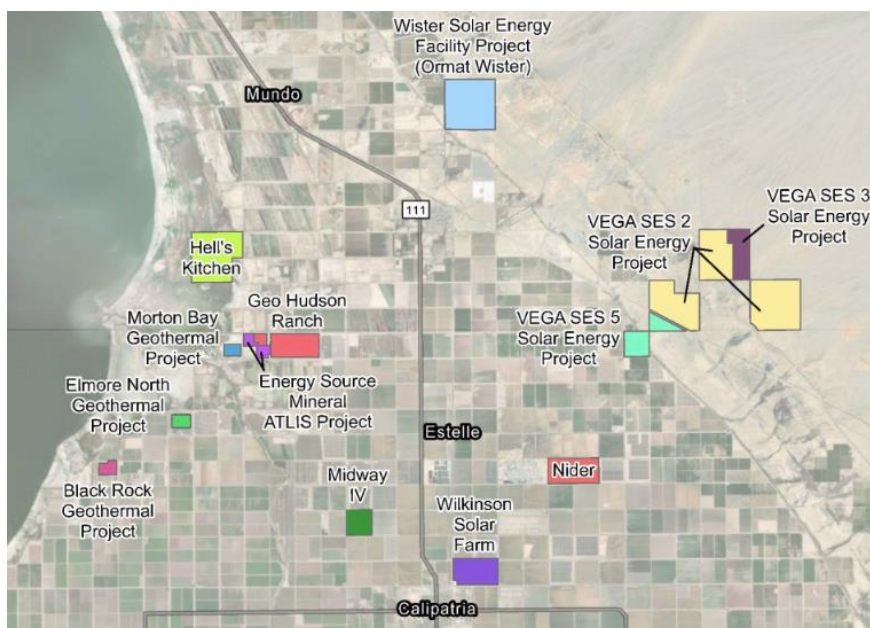 Wister Solar Energy
Facility Project
(Ormat Wister)
Mundo
111
VEGA SES 3
Solar Energy
Project
VEGA SES 2
Solar Energy
Project
Hell's
Kitchen
Geo Hudson
Ranch
Morton Bay
Geothermal
Project
VEGA SES 5
Solar Energy
Project
Energy Source
Mineral
ATLIS Project
Elmore North
Geothermal
Project
Estelle
Nider
Midway
IV
Black Rock
Geothermal
Project
Wilkinson
Solar
Farm
Calipatria